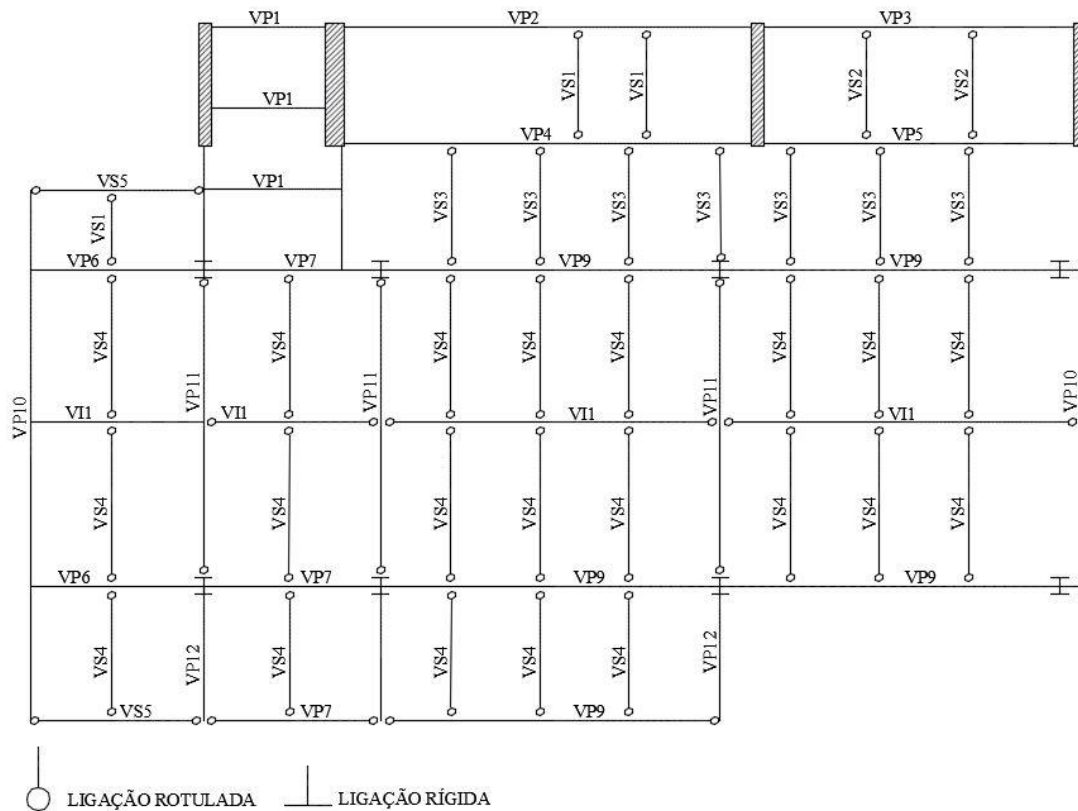 VP1 VP2 VP3
VS1 VS1 VS2 VS2
VP1
VP4 VP5
VS5 VP1
VS1 VS3 VS3 VS3 VS3 VS3 VS3 VS3
VP6 VP7 VP9 VP9
VS4 VS4 VS4 VS4 VS4 VS4 VS4 VS4
VP10 VP11 VP11 VP11 VP10
VI1 VI1 VI1 VI1
VS4 VS4 VS4 VS4 VS4 VS4 VS4 VS4
VP6 VP7 VP9 VP9
VS4 VP12 VS4 VS4 VS4 VS4 VP12
VS5 VP7 VP9
LIGAÇÃO ROTULADA LIGAÇÃO RÍGIDA